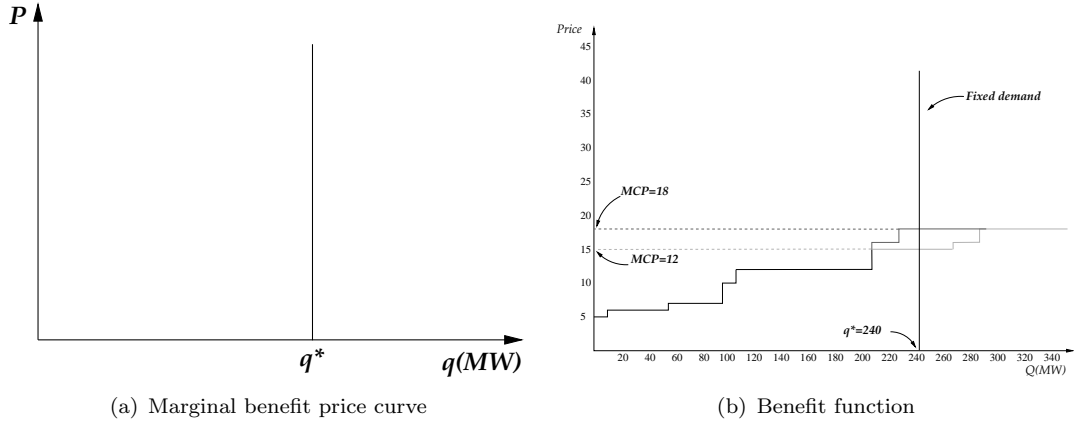 P
q*
q(MW)
(a) Marginal benefit price curve
Price
45
40
35
30
25
20
15
10
5
Fixed demand
MCP=18
MCP=12
q*=240
20 40 60 80 100 120 140 160 180 200 220 240 260 280 300 320 340
Q(MW)
(b) Benefit function